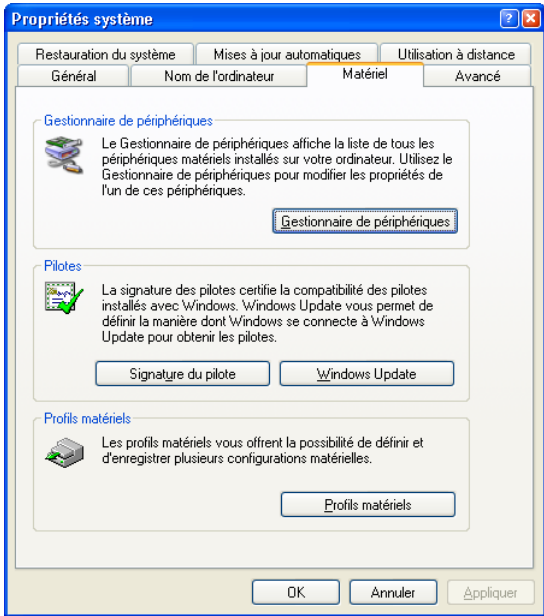 Propriétés système
Restauration du système Mises à jour automatiques Utilisation à distance
Général Nom de l'ordinateur Matériel Avancé
Gestionnaire de périphériques
Le Gestionnaire de périphériques affiche la liste de tous les
périphériques matériels installés sur votre ordinateur. Utilisez le
Gestionnaire de périphériques pour modifier les propriétés de
l'un de ces périphériques.
Gestionnaire de périphériques
Pilotes
La signature des pilotes certifie la compatibilité des pilotes
installés avec Windows. Windows Update vous permet de
définir la manière dont Windows se connecte à Windows
Update pour obtenir les pilotes.
Signature du pilote Windows Update
Profils matériels
Les profils matériels vous offrent la possibilité de définir et
d'enregistrer plusieurs configurations matérielles.
Profils matériels
OK Annuler Appliquer